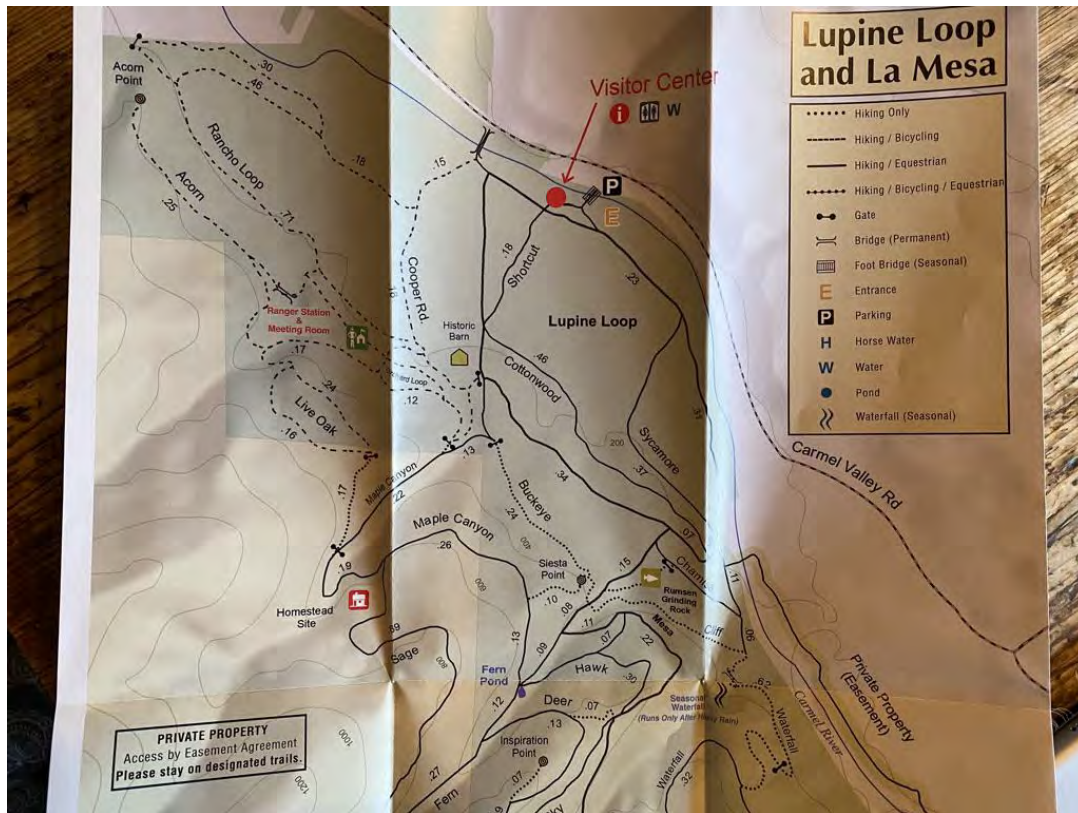 Lupine Loop
and La Mesa
Hiking Only
Hiking / Bicycling
Hiking / Equestrian
Hiking / Bicycling / Equestrian
Gate
Bridge (Permanent)
Foot Bridge (Seasonal)
E Entrance
P Parking
H Horse Water
W Water
Pond
Waterfall (Seasonal)
Visitor Center
i W
P
E
Acorn
Point
.30
.46
.18
.15
Rancho Loop
Acorn
.25
.71
Cooper Rd.
.18
Shortcut
.23
Lupine Loop
Ranger Station
&
Meeting Room
Historic
Barn
.17
.24
.12
Live Oak
.16
.46
Cottonwood
.31
Sycamore
200
.37
.07
Carmel Valley Rd
.13
Maple Canyon
.22
.17
.34
Buckeye
.24
400
Maple Canyon
.26
.19
600
Siesta
Point
.15
.11
Rumsen
Grinding
Rock
.10
.08
.11
Mesa
Cliff
.06
Homestead
Site
.39
Sage
800
.13
.09
.07
.22
Hawk
.30
Fern
Pond
.12
Deer
.07
.13
Inspiration
Point
.07
Seasonal
Waterfall
(Runs Only After Heavy Rain)
.62
Waterfall
Carmel River
Private Property
(Easement)
Waterfall
.32
.27
Fern
1000
1200
PRIVATE PROPERTY
Access by Easement Agreement
Please stay on designated trails.